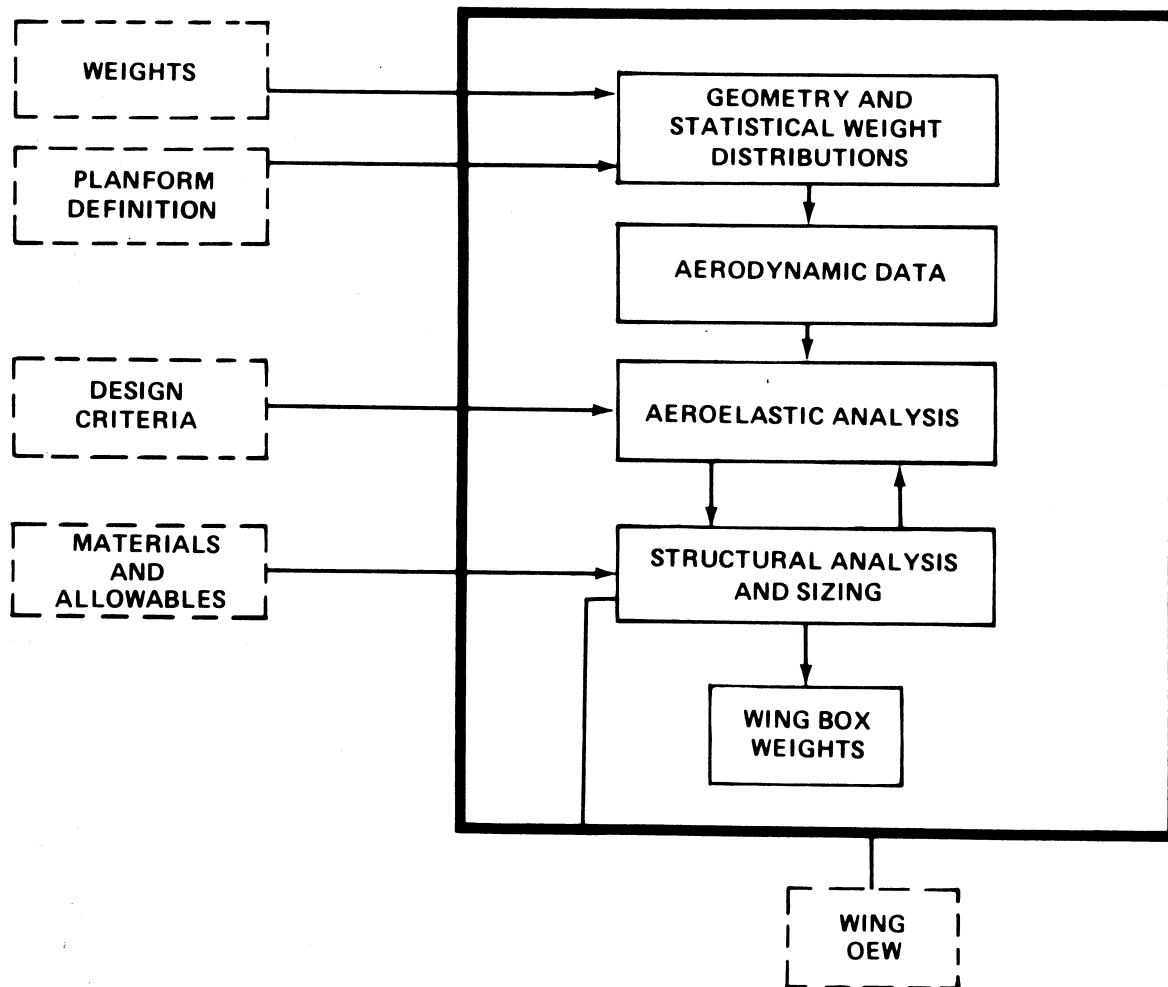 WEIGHTS
PLANFORM
DEFINITION
DESIGN
CRITERIA
MATERIALS
AND
ALLOWABLES
GEOMETRY AND
STATISTICAL WEIGHT
DISTRIBUTIONS
AERODYNAMIC DATA
AEROELASTIC ANALYSIS
STRUCTURAL ANALYSIS
AND SIZING
WING BOX
WEIGHTS
WING
OEW